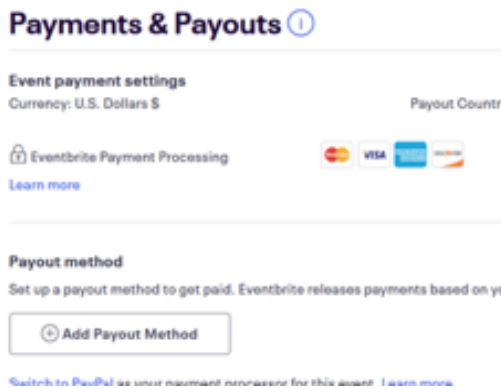 Payments & Payouts
Event payment settings
Currency: U.S. Dollars $ Payout Countr
Eventbrite Payment Processing VISA
Learn more
Payout method
Set up a payout method to get paid. Eventbrite releases payments based on yo
Add Payout Method
Switch to PayPal as your payment processor for this event. Learn more